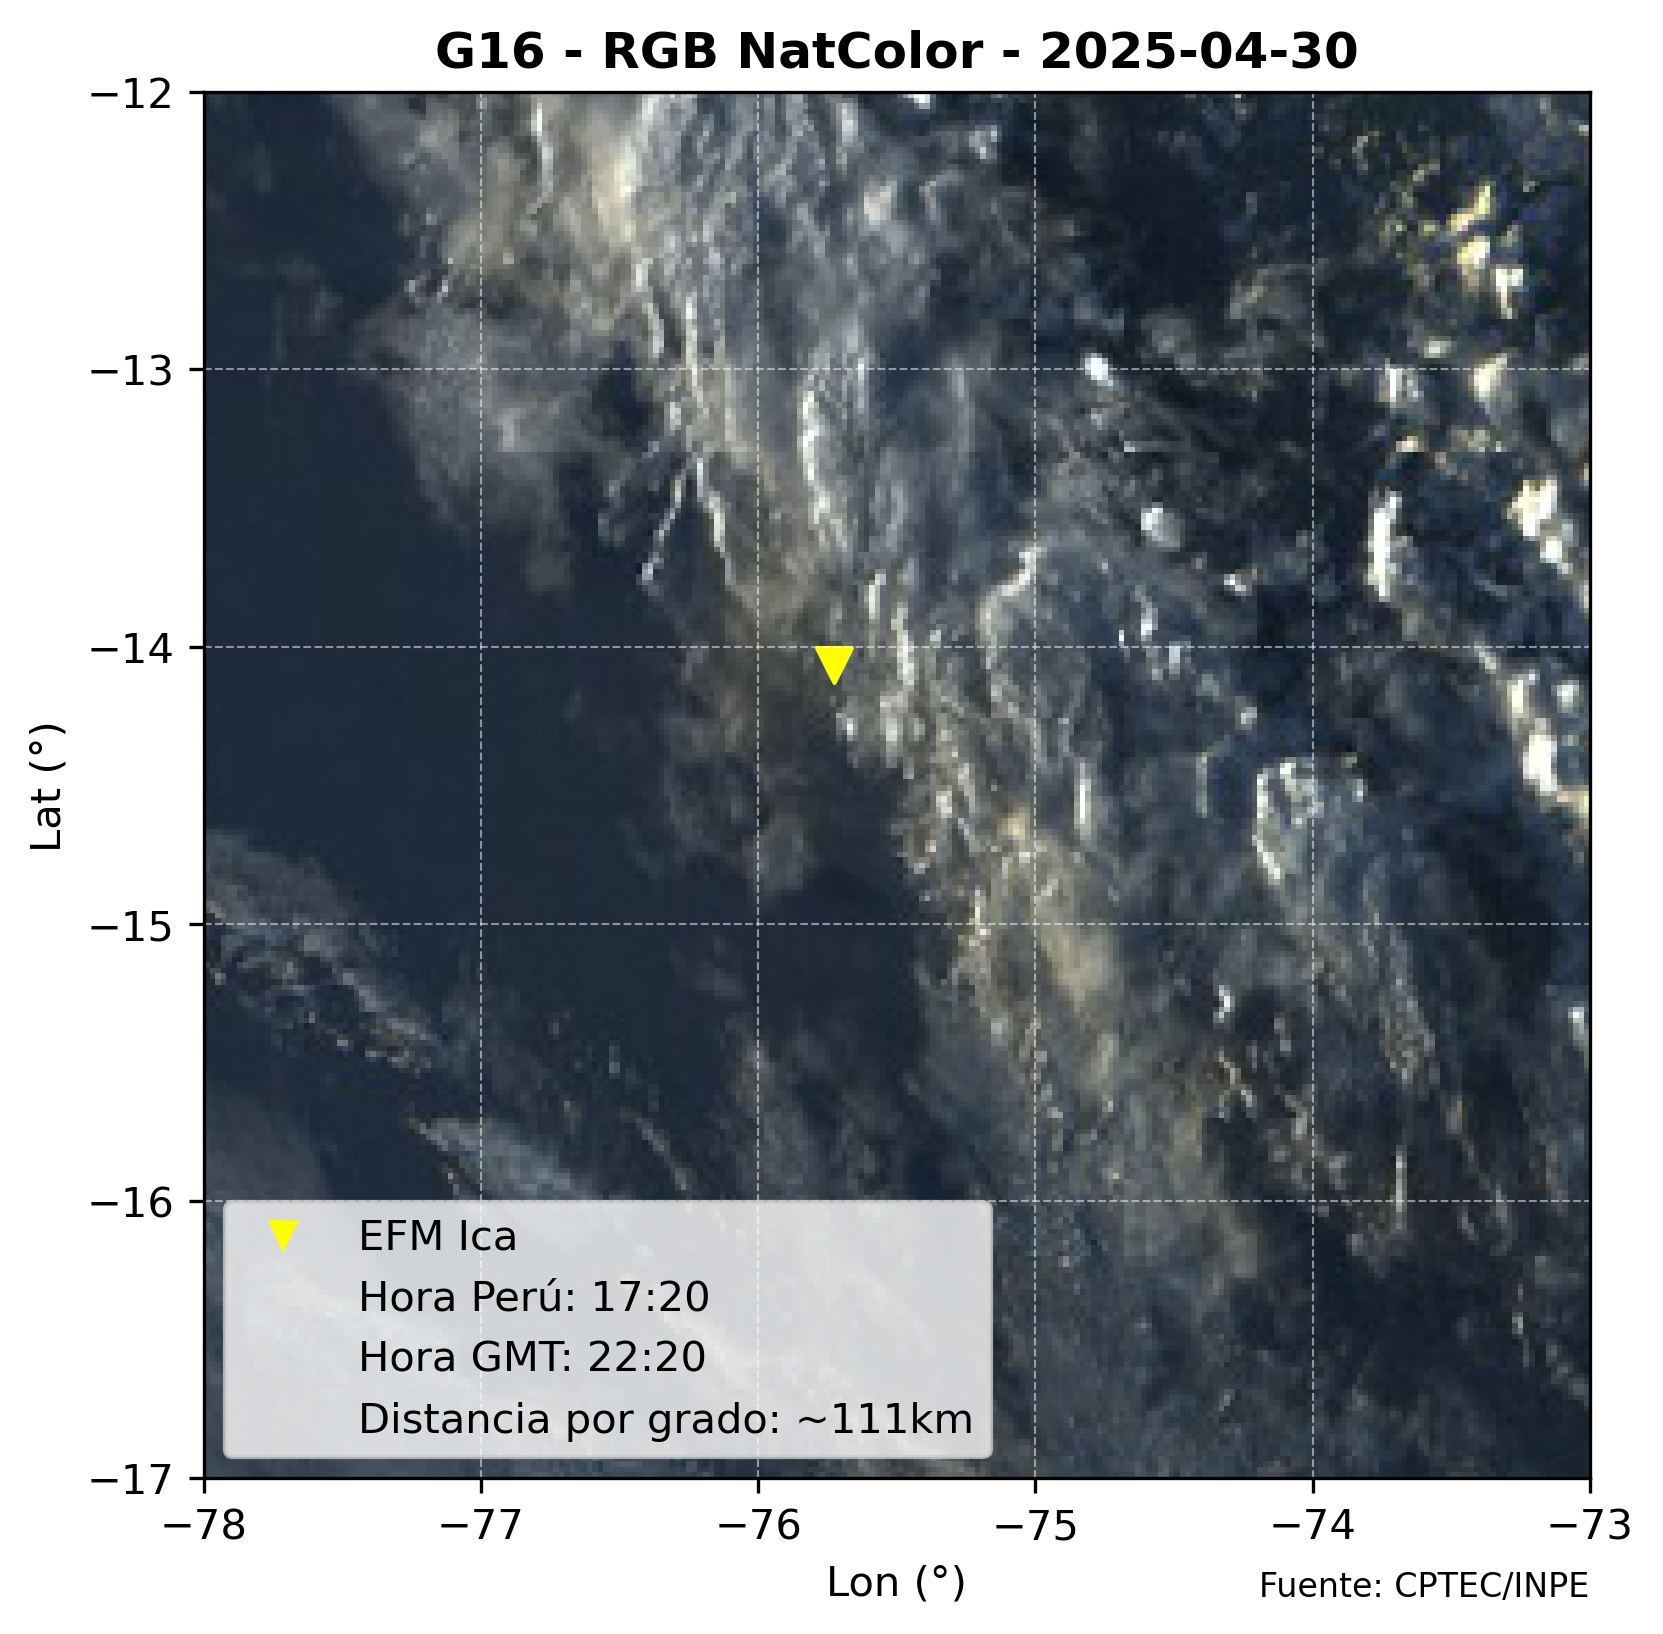 G16 - RGB NatColor - 2025-04-30
−12
−13
−14
−15
−16
−17
Lat (°)
EFM Ica
Hora Perú: 17:20
Hora GMT: 22:20
Distancia por grado: ~111km
−78 −77 −76 −75 −74 −73
Lon (°)
Fuente: CPTEC/INPE